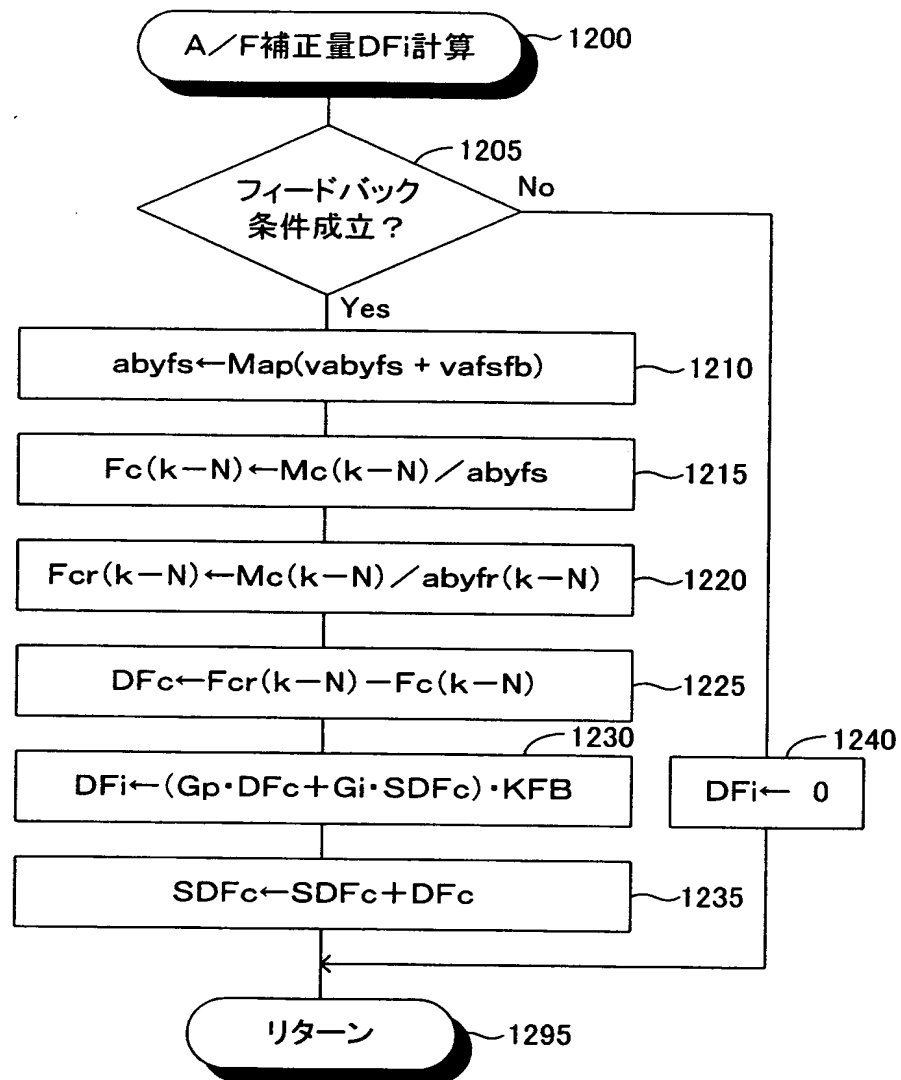 A／F補正量DFi計算
1200
1205
フィードバック
条件成立？
No
Yes
abyfs←Map(vabyfs + vafsfb)
1210
Fc(k－N)←Mc(k－N)／abyfs
1215
Fcr(k－N)←Mc(k－N)／abyfr(k－N)
1220
DFc←Fcr(k－N)－Fc(k－N)
1225
1230
DFi←(Gp・DFc＋Gi・SDFc)・KFB
1240
DFi← 0
SDFc←SDFc＋DFc
1235
リターン
1295